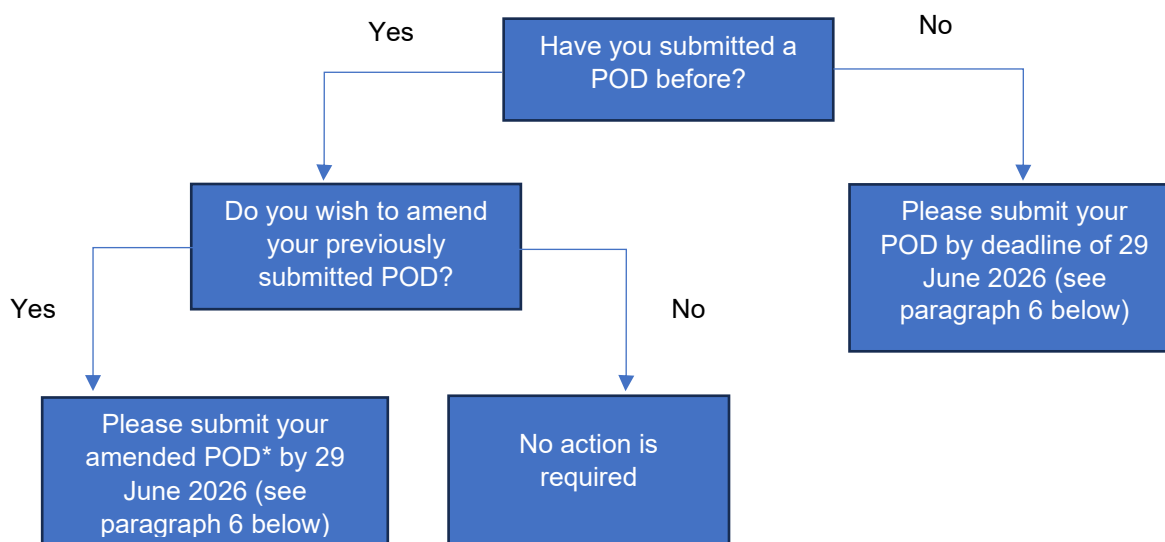 Yes
Have you submitted a
POD before?
No
Do you wish to amend
your previously
submitted POD?
Please submit your
POD by deadline of 29
June 2026 (see
paragraph 6 below)
Yes
No
Please submit your
amended POD* by 29
June 2026 (see
paragraph 6 below)
No action is
required